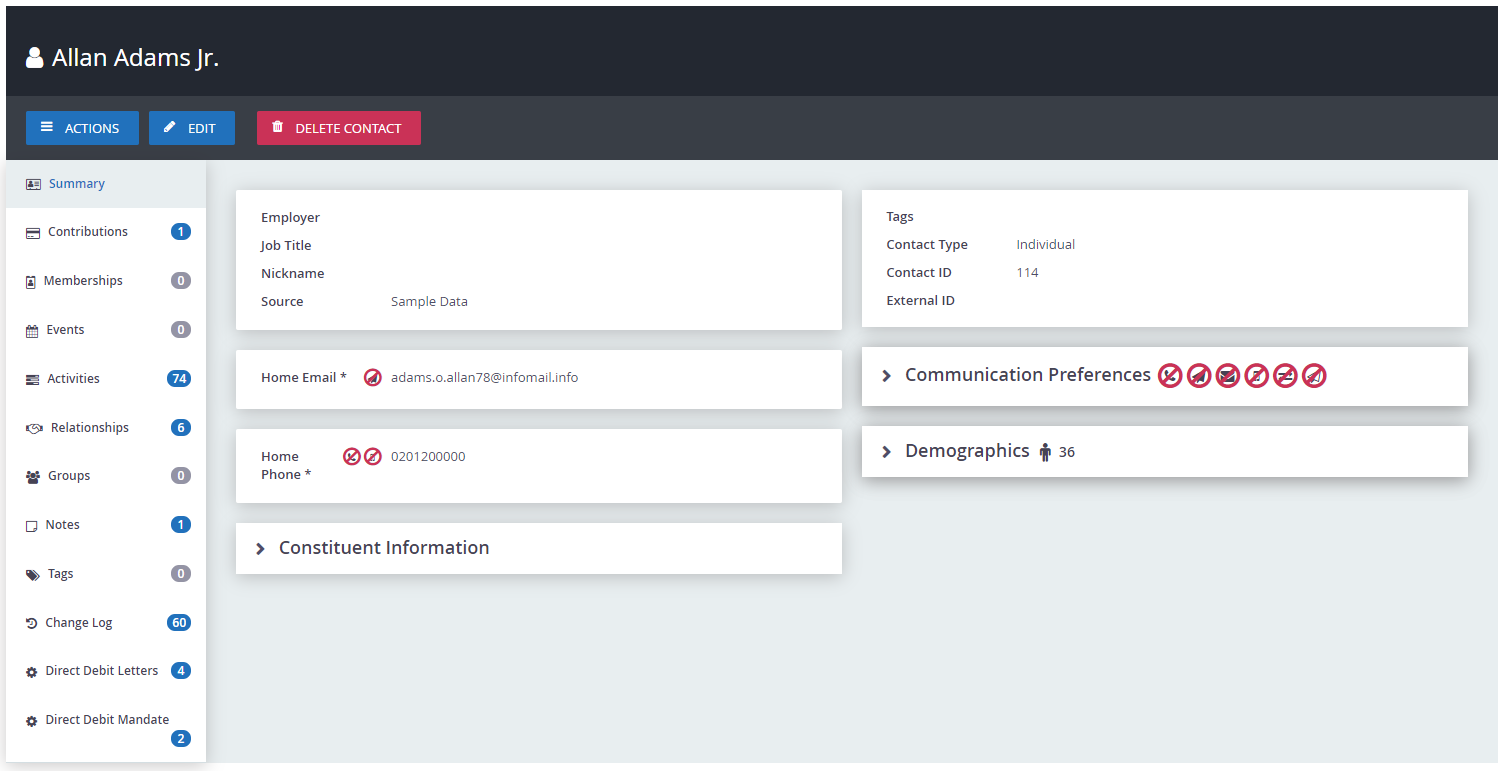 Allan Adams Jr.
ACTIONS
EDIT
DELETE CONTACT
Summary
Contributions 1
Memberships 0
Events 0
Activities 74
Relationships 6
Groups 0
Notes 1
Tags 0
Change Log 60
Direct Debit Letters 4
Direct Debit Mandate
2
Employer
Job Title
Nickname
Source Sample Data
Home Email * adams.o.allan78@infomail.info
Home 0201200000
Phone *
Constituent Information
Tags
Contact Type Individual
Contact ID 114
External ID
Communication Preferences
Demographics 36